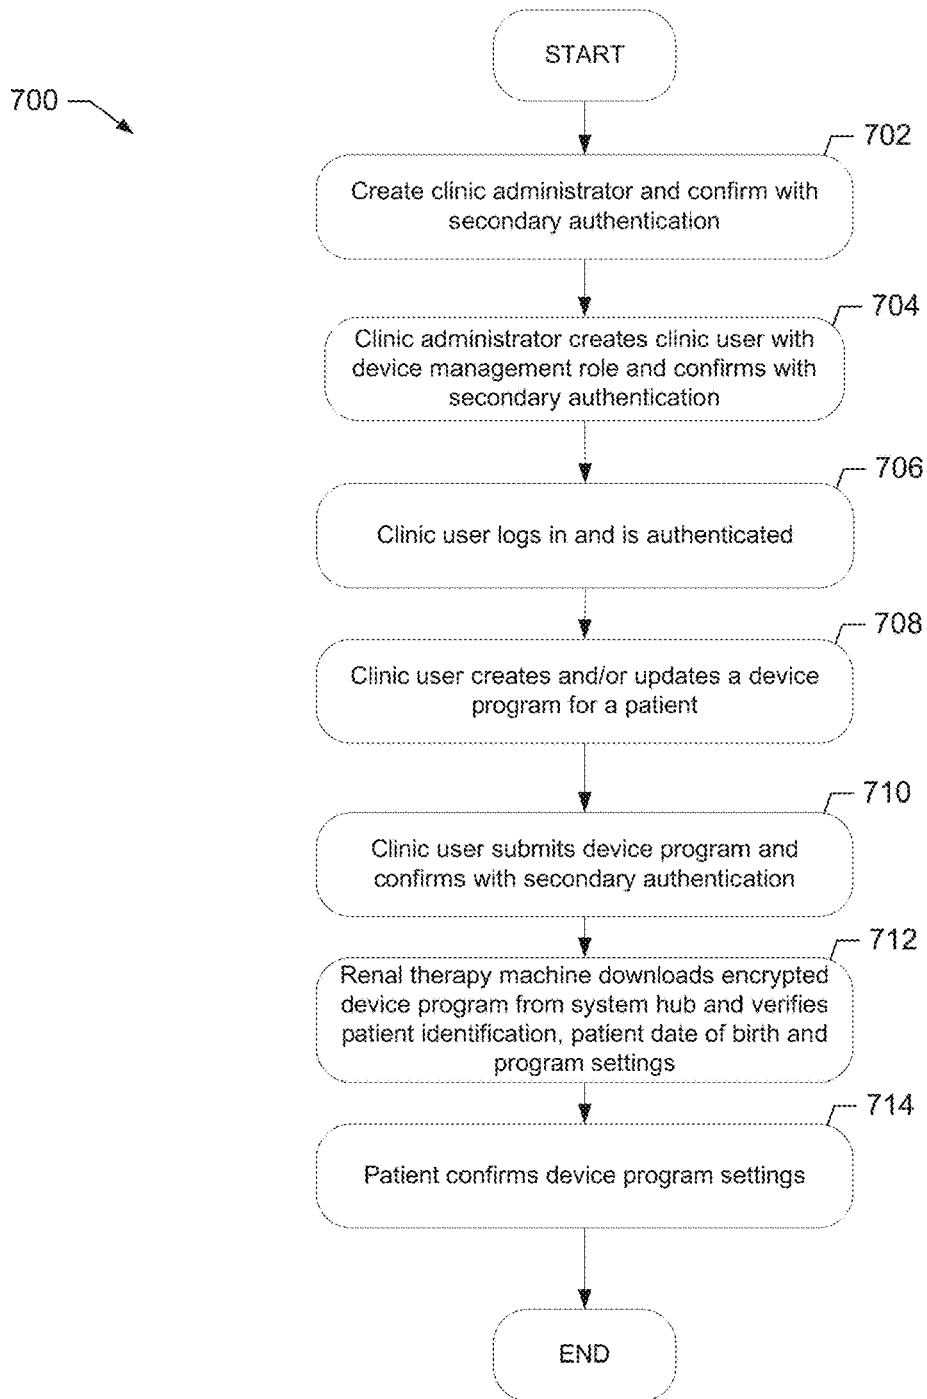 START
700
702
Create clinic administrator and confirm with
secondary authentication
704
Clinic administrator creates clinic user with
device management role and confirms with
secondary authentication
706
Clinic user logs in and is authenticated
708
Clinic user creates and/or updates a device
program for a patient
710
Clinic user submits device program and
confirms with secondary authentication
712
Renal therapy machine downloads encrypted
device program from system hub and verifies
patient identification, patient date of birth and
program settings
714
Patient confirms device program settings
END